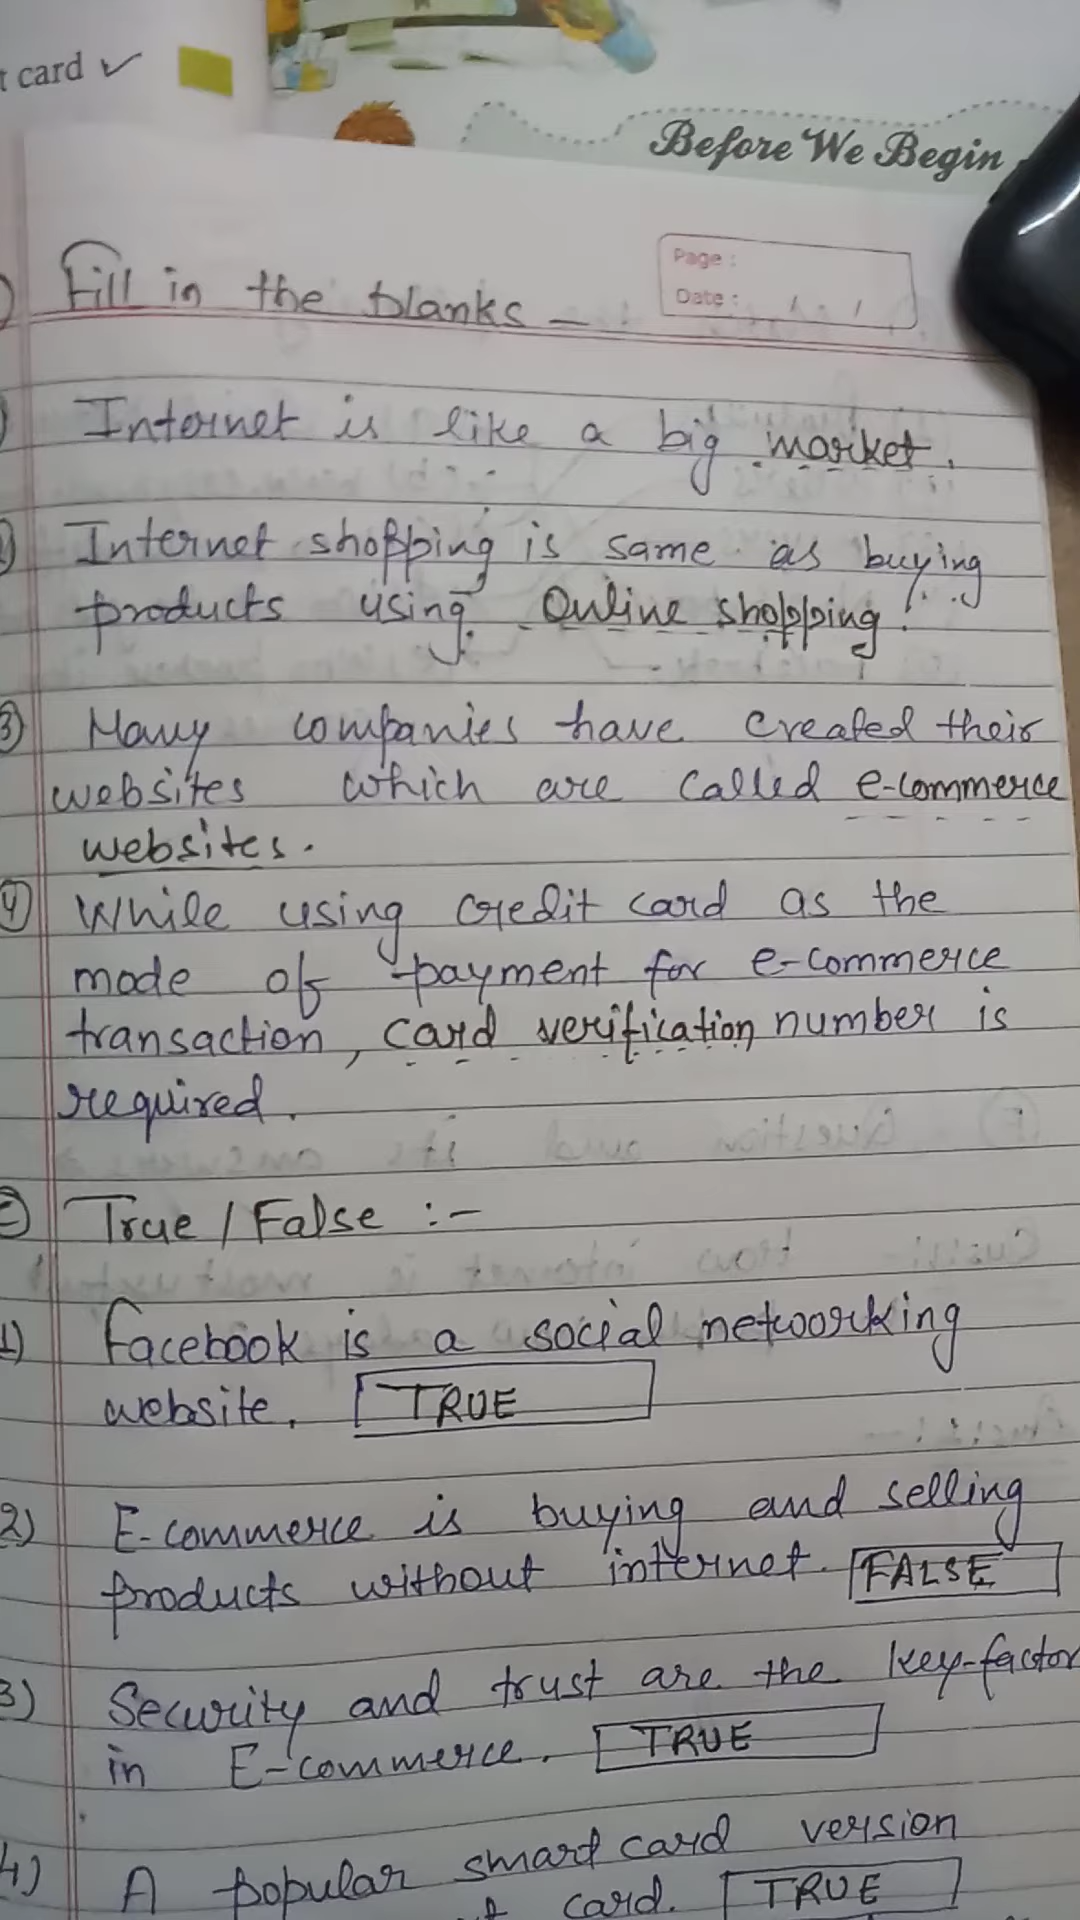 card ✓
Before We Begin
Page :
Date :
Fill in the blanks –
Internet is like a big market.
Internet shopping is same as buying
products using Online shopping.
③ Many companies have created their
websites which are called e-commerce
websites.
④ While using credit card as the
mode of payment for e-commerce
transaction, card verification number is
required.
True / False :-
1) Facebook is a social networking
website. TRUE
2) E-commerce is buying and selling
products without internet. FALSE
3) Security and trust are the key-factor
in E-commerce. TRUE
4) A popular smart card version
card. TRUE